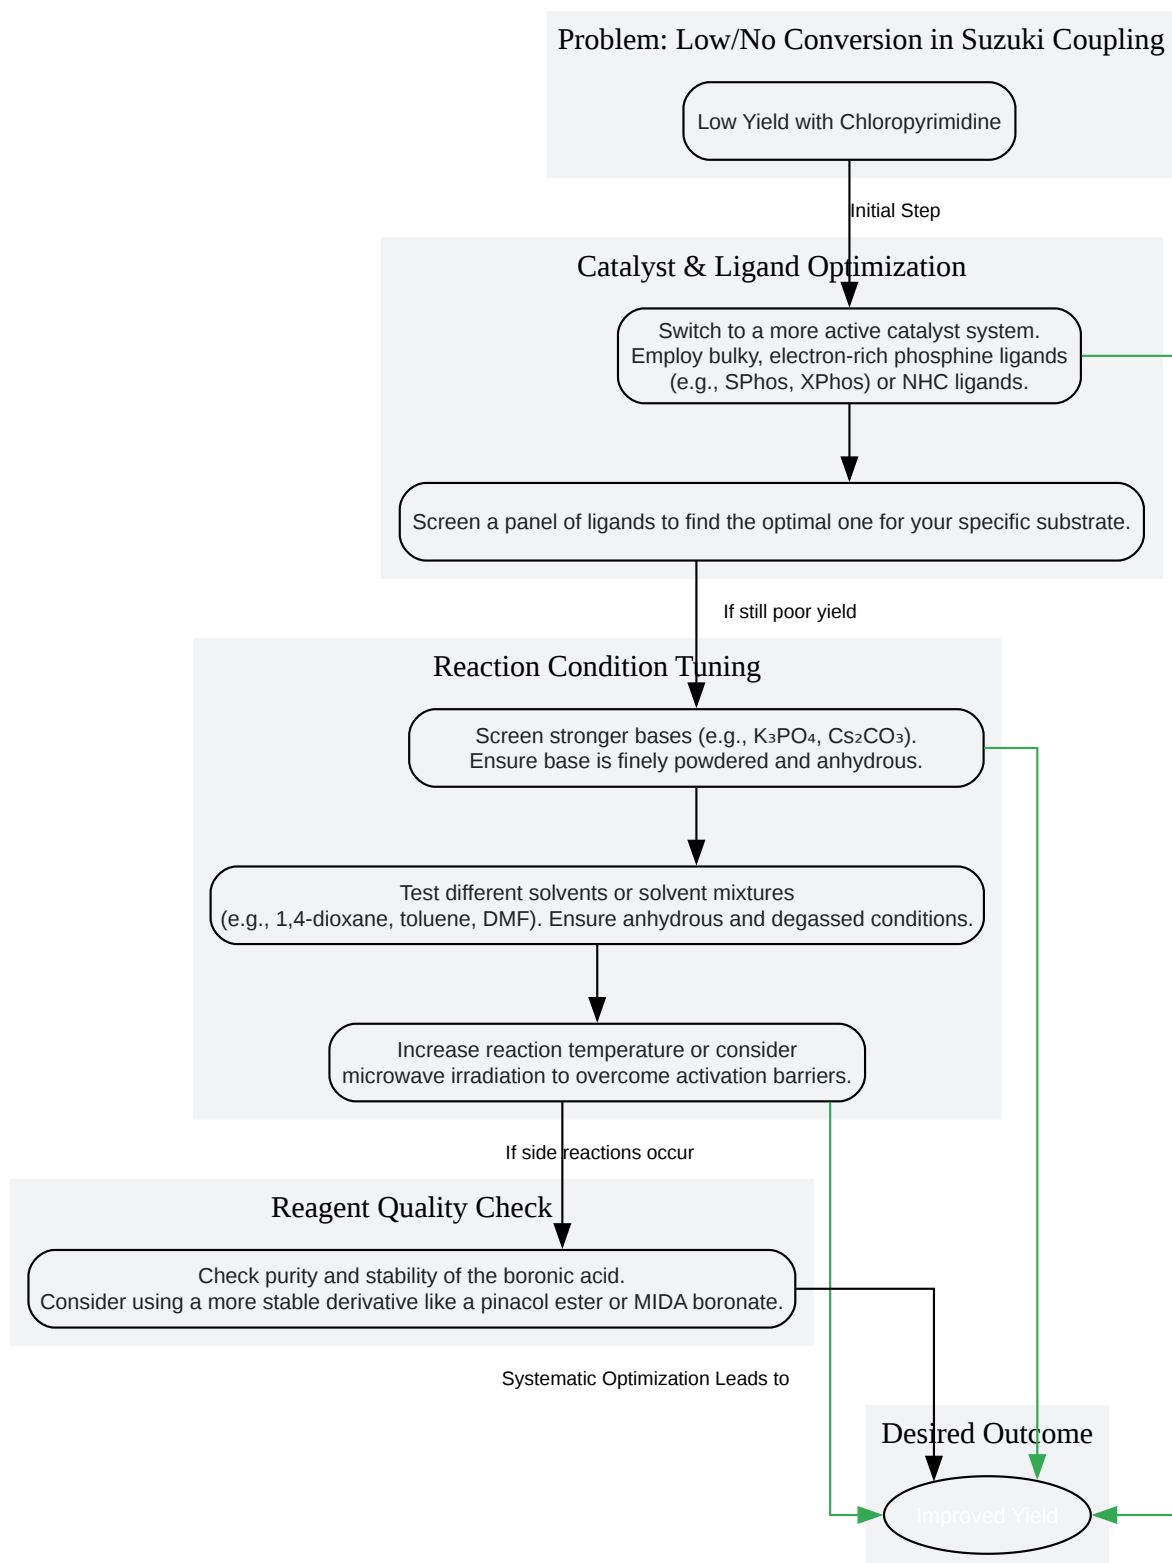 Problem: Low/No Conversion in Suzuki Coupling
Low Yield with Chloropyrimidine
Initial Step
Catalyst & Ligand Optimization
Switch to a more active catalyst system.
Employ bulky, electron-rich phosphine ligands
(e.g., SPhos, XPhos) or NHC ligands.
Screen a panel of ligands to find the optimal one for your specific substrate.
If still poor yield
Reaction Condition Tuning
Screen stronger bases (e.g., K₃PO₄, Cs₂CO₃).
Ensure base is finely powdered and anhydrous.
Test different solvents or solvent mixtures
(e.g., 1,4-dioxane, toluene, DMF). Ensure anhydrous and degassed conditions.
Increase reaction temperature or consider
microwave irradiation to overcome activation barriers.
If side reactions occur
Reagent Quality Check
Check purity and stability of the boronic acid.
Consider using a more stable derivative like a pinacol ester or MIDA boronate.
Systematic Optimization Leads to
Desired Outcome
Improved Yield